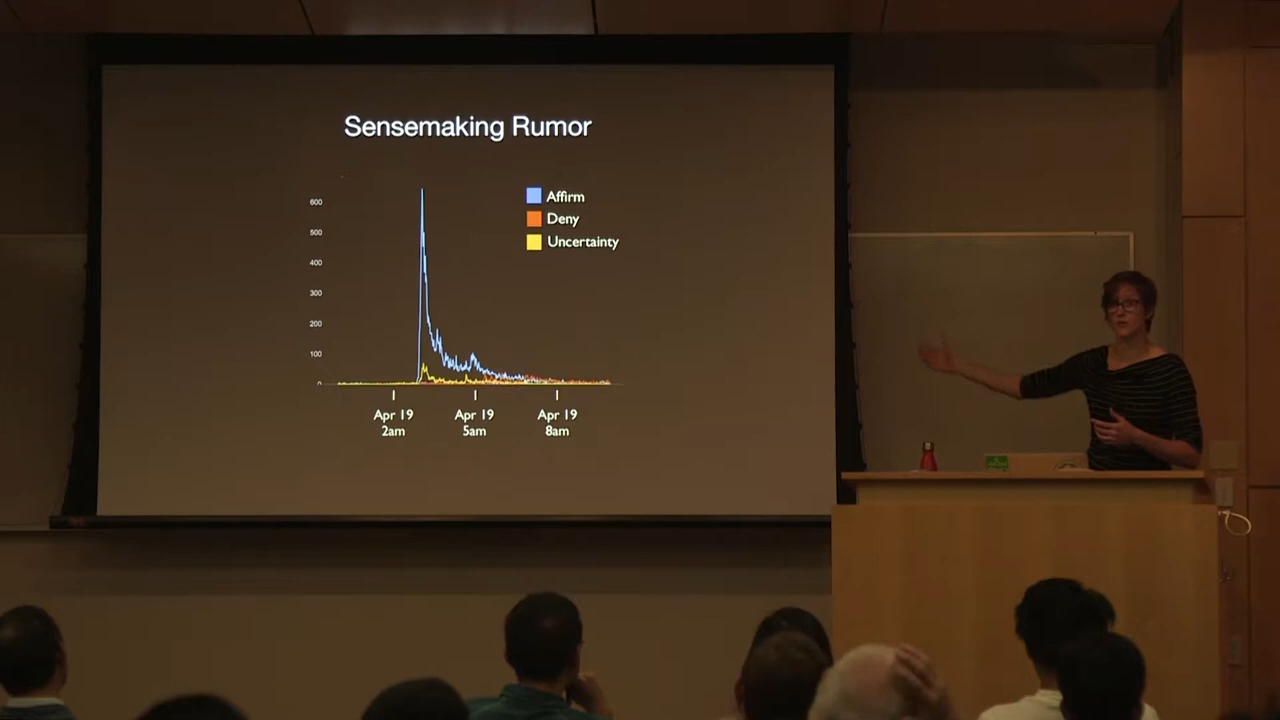 Sensemaking Rumor
Affirm
Deny
Uncertainty
600
500
400
300
200
100
0
Apr 19
2am
Apr 19
5am
Apr 19
8am